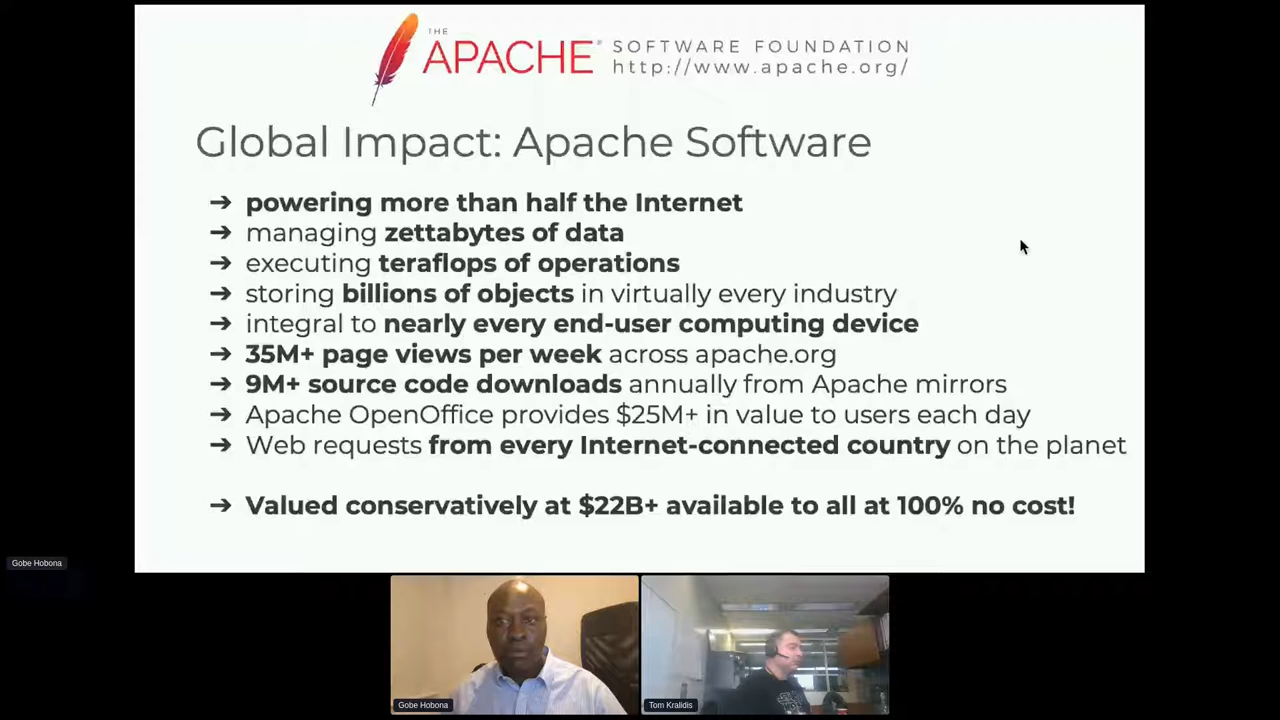 THE
APACHE® SOFTWARE FOUNDATION
http://www.apache.org/
Global Impact: Apache Software
➔ powering more than half the Internet
➔ managing zettabytes of data
➔ executing teraflops of operations
➔ storing billions of objects in virtually every industry
➔ integral to nearly every end-user computing device
➔ 35M+ page views per week across apache.org
➔ 9M+ source code downloads annually from Apache mirrors
➔ Apache OpenOffice provides $25M+ in value to users each day
➔ Web requests from every Internet-connected country on the planet
➔ Valued conservatively at $22B+ available to all at 100% no cost!
Gobe Hobona
Gobe Hobona
Tom Kralidis